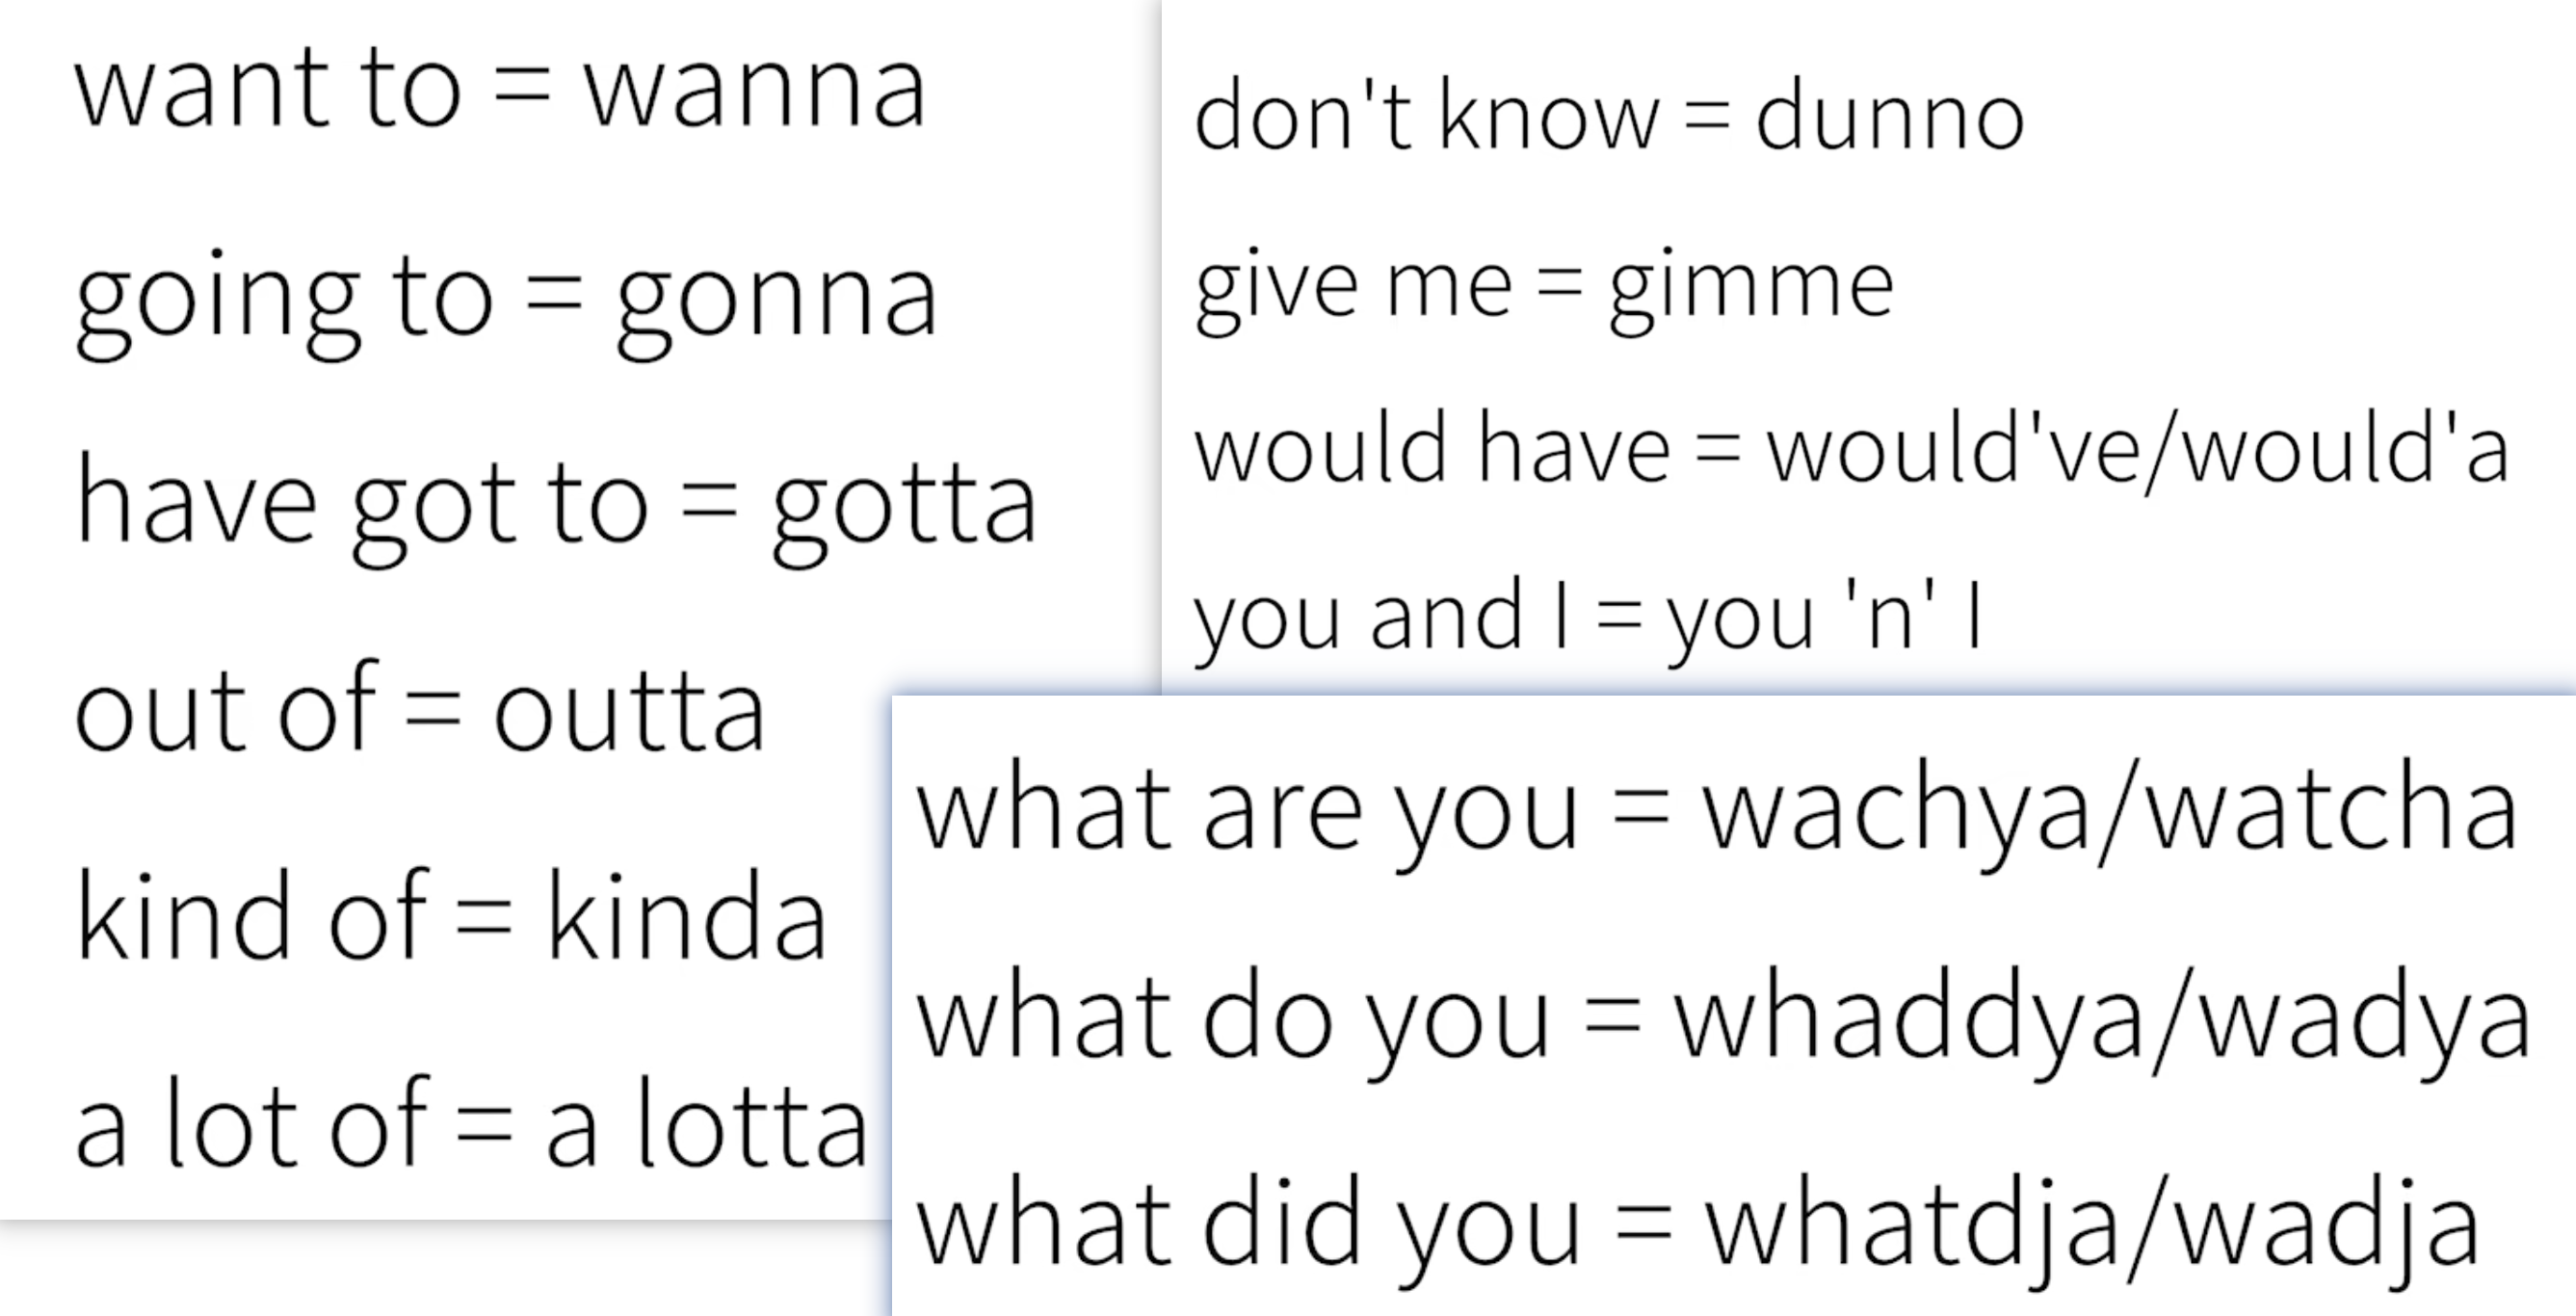 want to = wanna
going to = gonna
have got to = gotta
out of = outta
kind of = kinda
a lot of = a lotta
don't know = dunno
give me = gimme
would have = would've/would'a
you and I = you 'n' I
what are you = wachya/watcha
what do you = whaddya/wadya
what did you = whatdja/wadja